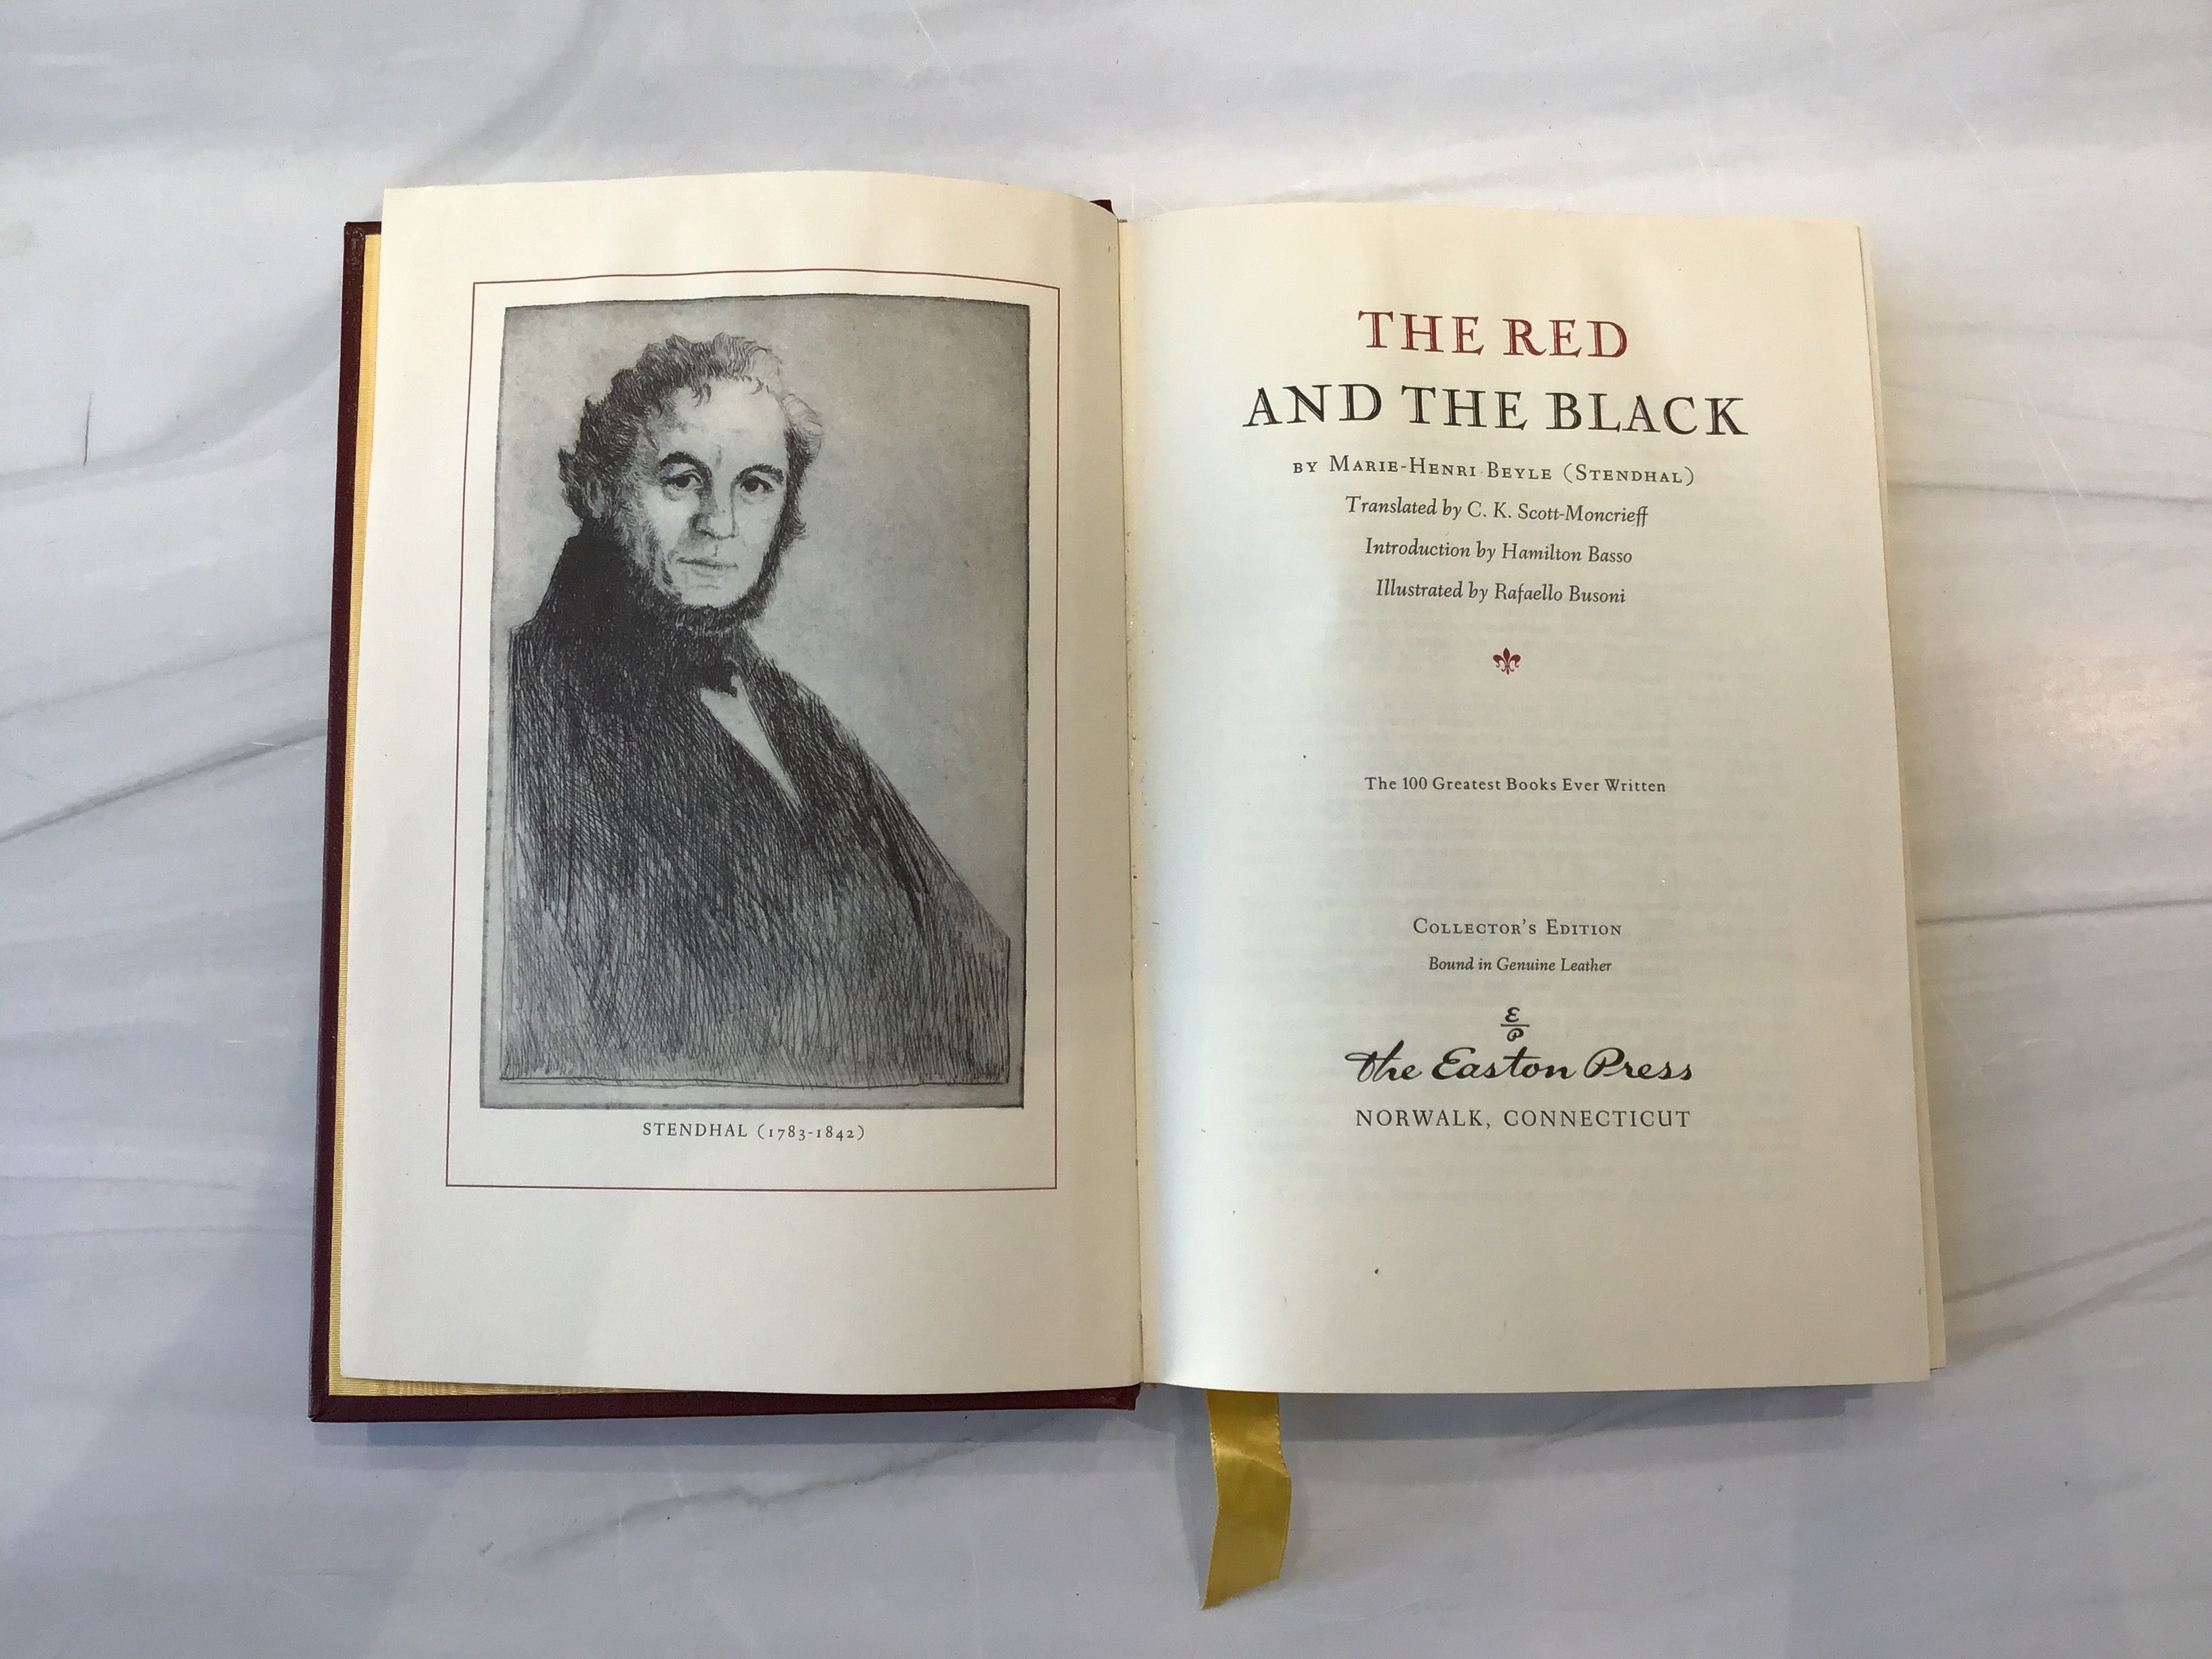 STENDHAL (1783-1842)
THE RED
AND THE BLACK
BY MARIE-HENRI BEYLE (STENDHAL)
Translated by C. K. Scott-Moncrieff
Introduction by Hamilton Basso
Illustrated by Rafaello Busoni
The 100 Greatest Books Ever Written
COLLECTOR'S EDITION
Bound in Genuine Leather
E
P
The Easton Press
NORWALK, CONNECTICUT